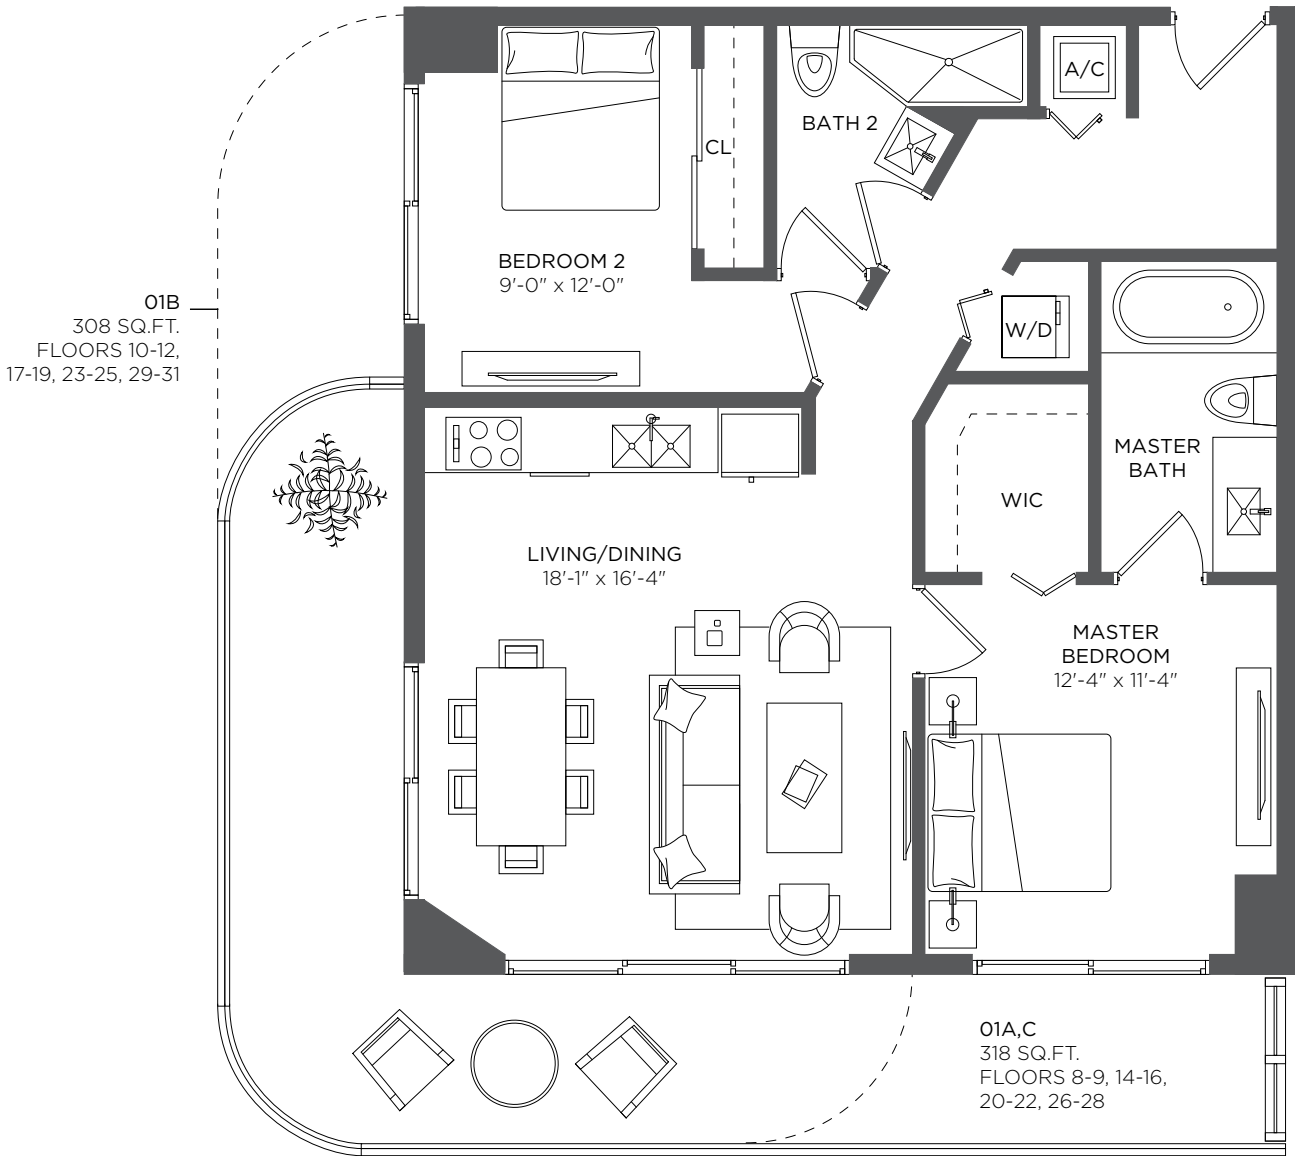 A/C
BATH 2
CL
BEDROOM 2
9'-0" x 12'-0"
01B
308 SQ.FT.
FLOORS 10-12,
17-19, 23-25, 29-31
W/D
MASTER
BATH
WIC
LIVING/DINING
18'-1" x 16'-4"
MASTER
BEDROOM
12'-4" x 11'-4"
01A,C
318 SQ.FT.
FLOORS 8-9, 14-16,
20-22, 26-28